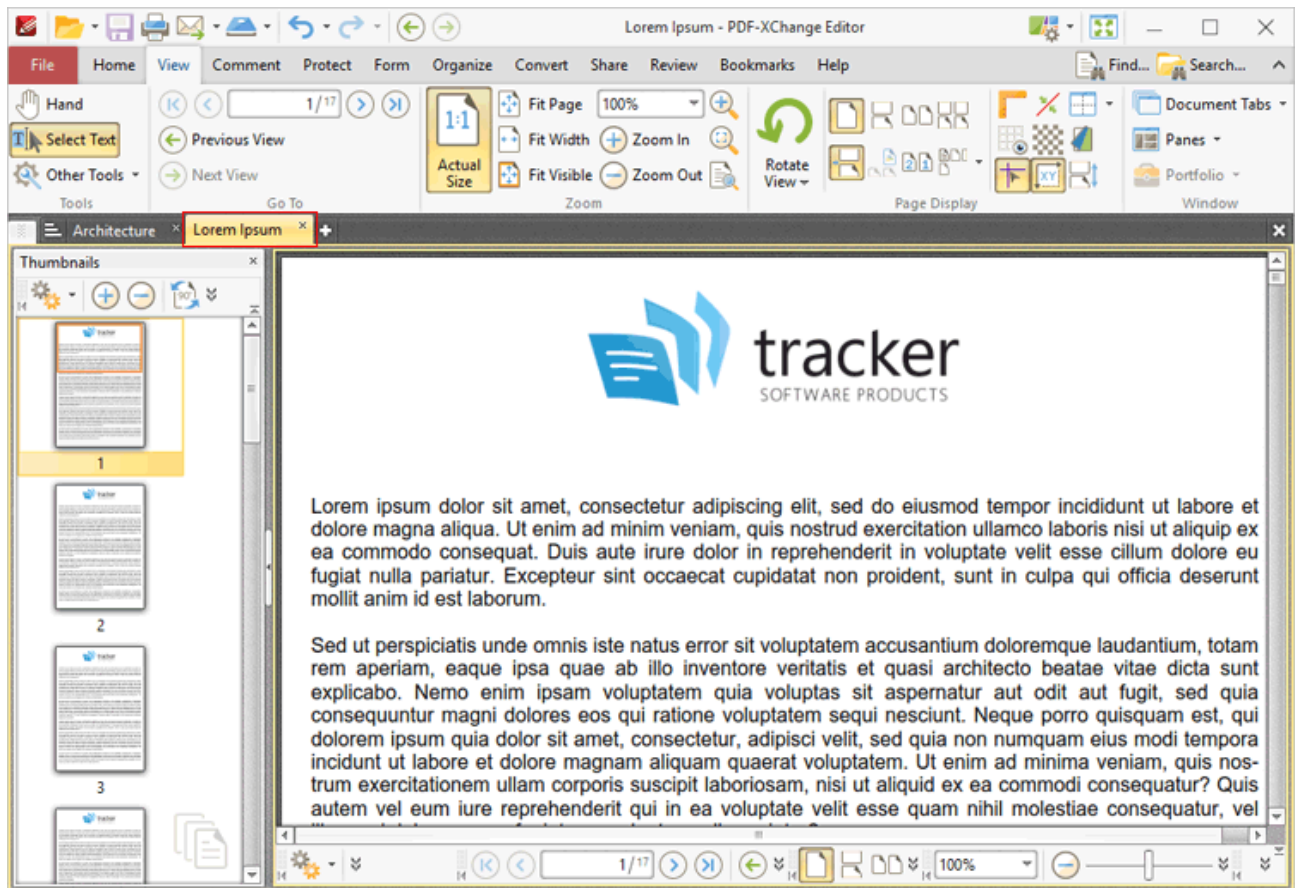 Lorem Ipsum - PDF-XChange Editor
File Home View Comment Protect Form Organize Convert Share Review Bookmarks Help Find... Search...
Hand
Select Text
Other Tools
Tools
1/17
Previous View
Next View
Go To
1:1
Actual
Size
Fit Page 100%
Fit Width Zoom In
Fit Visible Zoom Out
Zoom
Rotate
View
Page Display
XY
Document Tabs
Panes
Portfolio
Window
Architecture × Lorem Ipsum ×
Thumbnails ×
90°
1
2
3
tracker
SOFTWARE PRODUCTS
Lorem ipsum dolor sit amet, consectetur adipiscing elit, sed do eiusmod tempor incididunt ut labore et
dolore magna aliqua. Ut enim ad minim veniam, quis nostrud exercitation ullamco laboris nisi ut aliquip ex
ea commodo consequat. Duis aute irure dolor in reprehenderit in voluptate velit esse cillum dolore eu
fugiat nulla pariatur. Excepteur sint occaecat cupidatat non proident, sunt in culpa qui officia deserunt
mollit anim id est laborum.
Sed ut perspiciatis unde omnis iste natus error sit voluptatem accusantium doloremque laudantium, totam
rem aperiam, eaque ipsa quae ab illo inventore veritatis et quasi architecto beatae vitae dicta sunt
explicabo. Nemo enim ipsam voluptatem quia voluptas sit aspernatur aut odit aut fugit, sed quia
consequuntur magni dolores eos qui ratione voluptatem sequi nesciunt. Neque porro quisquam est, qui
dolorem ipsum quia dolor sit amet, consectetur, adipisci velit, sed quia non numquam eius modi tempora
incidunt ut labore et dolore magnam aliquam quaerat voluptatem. Ut enim ad minima veniam, quis nos-
trum exercitationem ullam corporis suscipit laboriosam, nisi ut aliquid ex ea commodi consequatur? Quis
autem vel eum iure reprehenderit qui in ea voluptate velit esse quam nihil molestiae consequatur, vel
1/17 100%